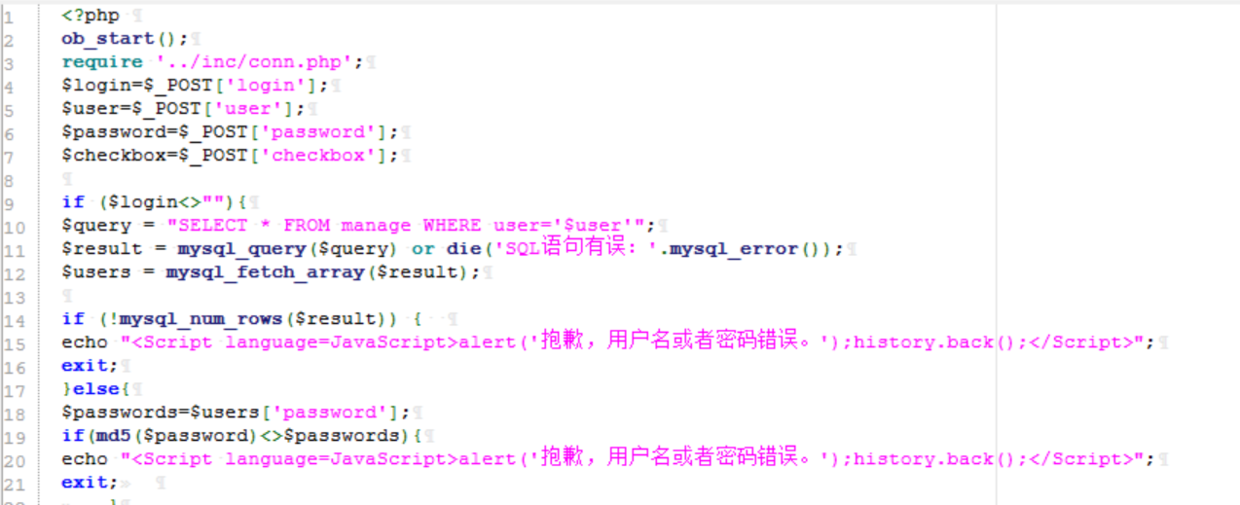 1 <?php
2 ob_start();
3 require '../inc/conn.php';
4 $login=$_POST['login'];
5 $user=$_POST['user'];
6 $password=$_POST['password'];
7 $checkbox=$_POST['checkbox'];
8
9 if ($login<>""){
10 $query = "SELECT * FROM manage WHERE user='$user'";
11 $result = mysql_query($query) or die('SQL语句有误：'.mysql_error());
12 $users = mysql_fetch_array($result);
13
14 if (!mysql_num_rows($result)) {
15 echo "<Script language=JavaScript>alert('抱歉，用户名或者密码错误。');history.back();</Script>";
16 exit;
17 }else{
18 $passwords=$users['password'];
19 if(md5($password)<>$passwords){
20 echo "<Script language=JavaScript>alert('抱歉，用户名或者密码错误。');history.back();</Script>";
21 exit;